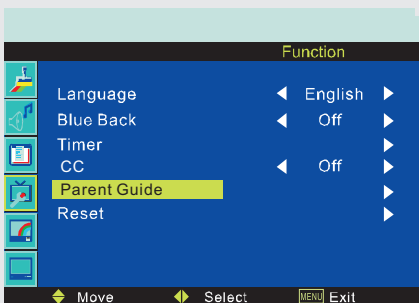 Function
Language English
Blue Back Off
Timer
CC Off
Parent Guide
Reset
Move Select MENU Exit